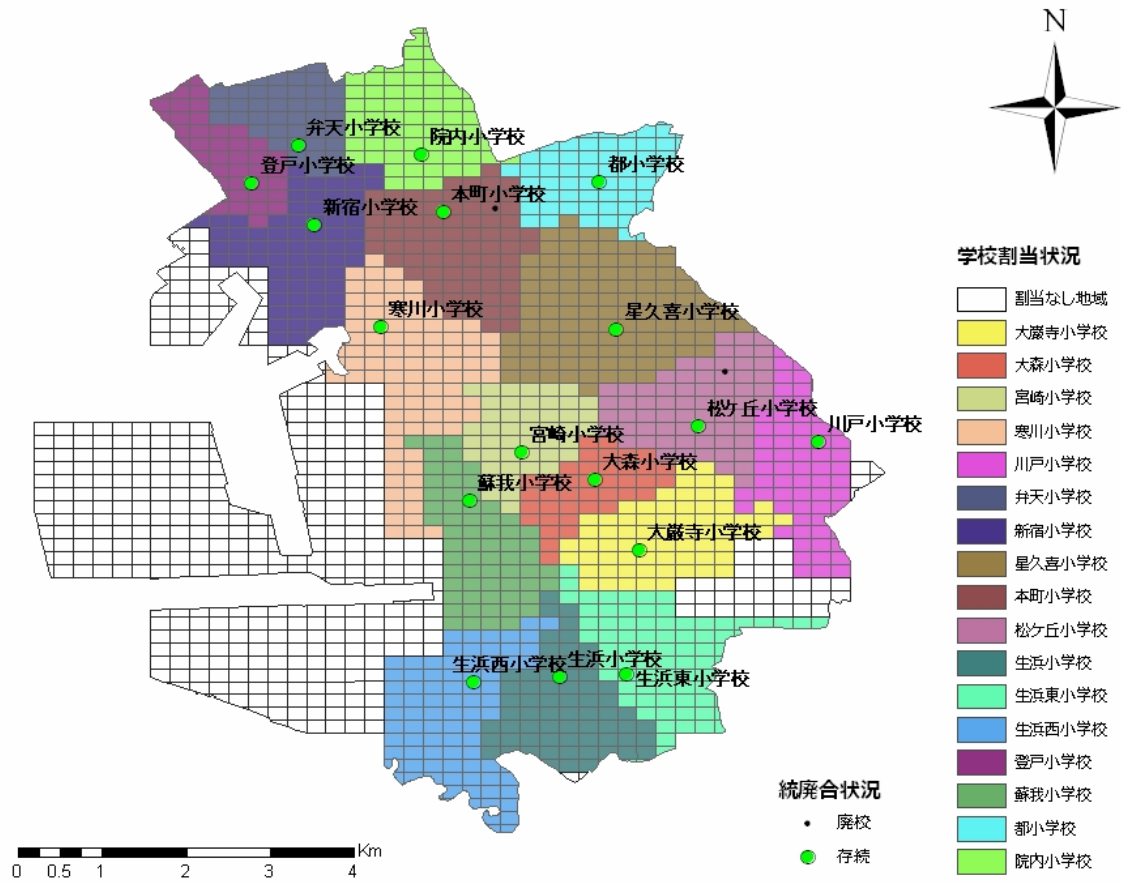 N
弁天小学校
院内小学校
登戸小学校
都小学校
本町小学校
新宿小学校
寒川小学校
星久喜小学校
松ケ丘小学校
川戸小学校
宮崎小学校
大森小学校
蘇我小学校
大厳寺小学校
生浜西小学校
生浜小学校
生浜東小学校
学校割当状況
割当なし地域
大巌寺小学校
大森小学校
宮崎小学校
寒川小学校
川戸小学校
弁天小学校
新宿小学校
星久喜小学校
本町小学校
松ケ丘小学校
生浜小学校
生浜東小学校
生浜西小学校
登戸小学校
蘇我小学校
都小学校
院内小学校
統廃合状況
廃校
存続
Km
0 0.5 1 2 3 4